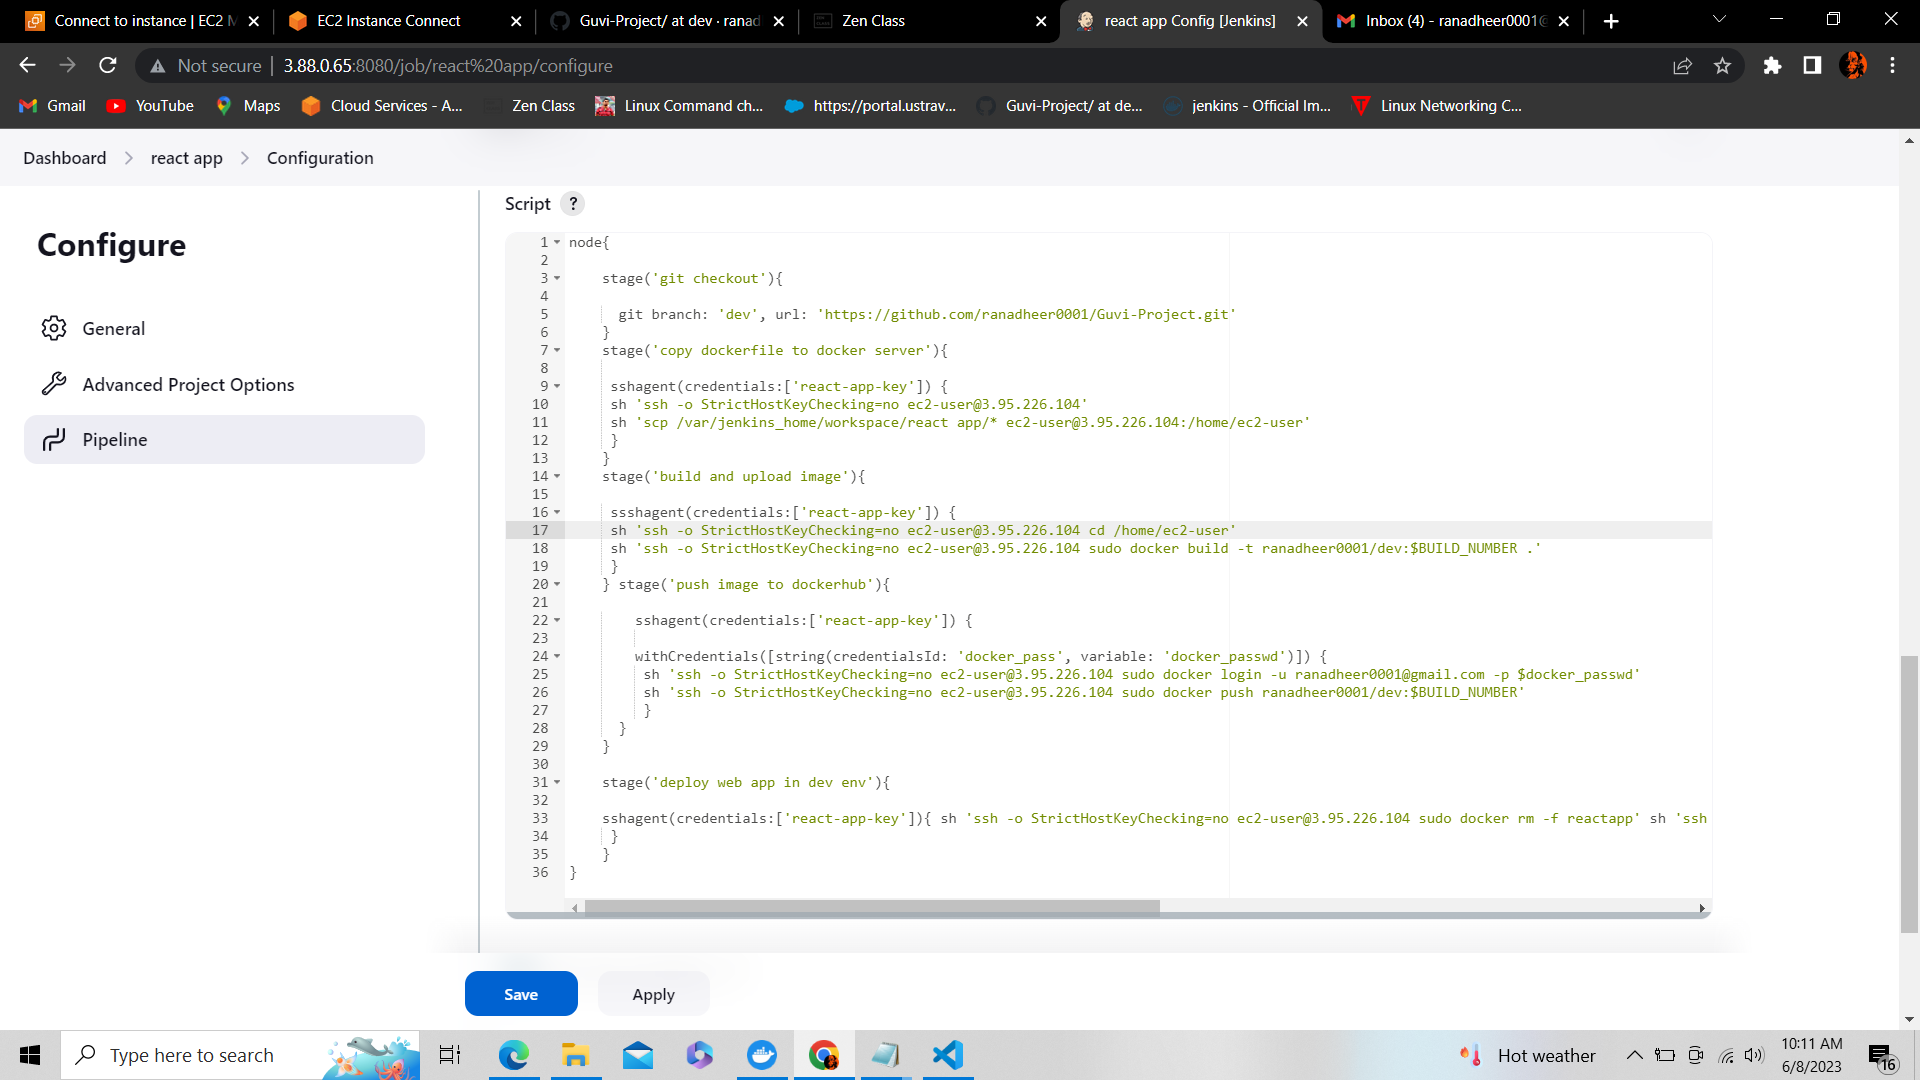 Connect to instance | EC2 M
EC2 Instance Connect
Guvi-Project/ at dev · ranad
Zen Class
react app Config [Jenkins]
Inbox (4) - ranadheer0001@
Not secure
3.88.0.65:8080/job/react%20app/configure
Gmail
YouTube
Maps
Cloud Services - A...
Zen Class
Linux Command ch...
https://portal.ustrav...
Guvi-Project/ at de...
jenkins - Official Im...
Linux Networking C...
Dashboard
react app
Configuration
Configure
General
Advanced Project Options
Pipeline
Script ?
1 node{
2
3 stage('git checkout'){
4
5 git branch: 'dev', url: 'https://github.com/ranadheer0001/Guvi-Project.git'
6 }
7 stage('copy dockerfile to docker server'){
8
9 sshagent(credentials:['react-app-key']) {
10 sh 'ssh -o StrictHostKeyChecking=no ec2-user@3.95.226.104'
11 sh 'scp /var/jenkins_home/workspace/react app/* ec2-user@3.95.226.104:/home/ec2-user'
12 }
13 }
14 stage('build and upload image'){
15
16 ssshagent(credentials:['react-app-key']) {
17 sh 'ssh -o StrictHostKeyChecking=no ec2-user@3.95.226.104 cd /home/ec2-user'
18 sh 'ssh -o StrictHostKeyChecking=no ec2-user@3.95.226.104 sudo docker build -t ranadheer0001/dev:$BUILD_NUMBER .'
19 }
20 } stage('push image to dockerhub'){
21
22 sshagent(credentials:['react-app-key']) {
23
24 withCredentials([string(credentialsId: 'docker_pass', variable: 'docker_passwd')]) {
25 sh 'ssh -o StrictHostKeyChecking=no ec2-user@3.95.226.104 sudo docker login -u ranadheer0001@gmail.com -p $docker_passwd'
26 sh 'ssh -o StrictHostKeyChecking=no ec2-user@3.95.226.104 sudo docker push ranadheer0001/dev:$BUILD_NUMBER'
27 }
28 }
29 }
30
31 stage('deploy web app in dev env'){
32
33 sshagent(credentials:['react-app-key']){ sh 'ssh -o StrictHostKeyChecking=no ec2-user@3.95.226.104 sudo docker rm -f reactapp' sh 'ssh
34 }
35 }
36 }
Save
Apply
Type here to search
Hot weather
10:11 AM
6/8/2023
16